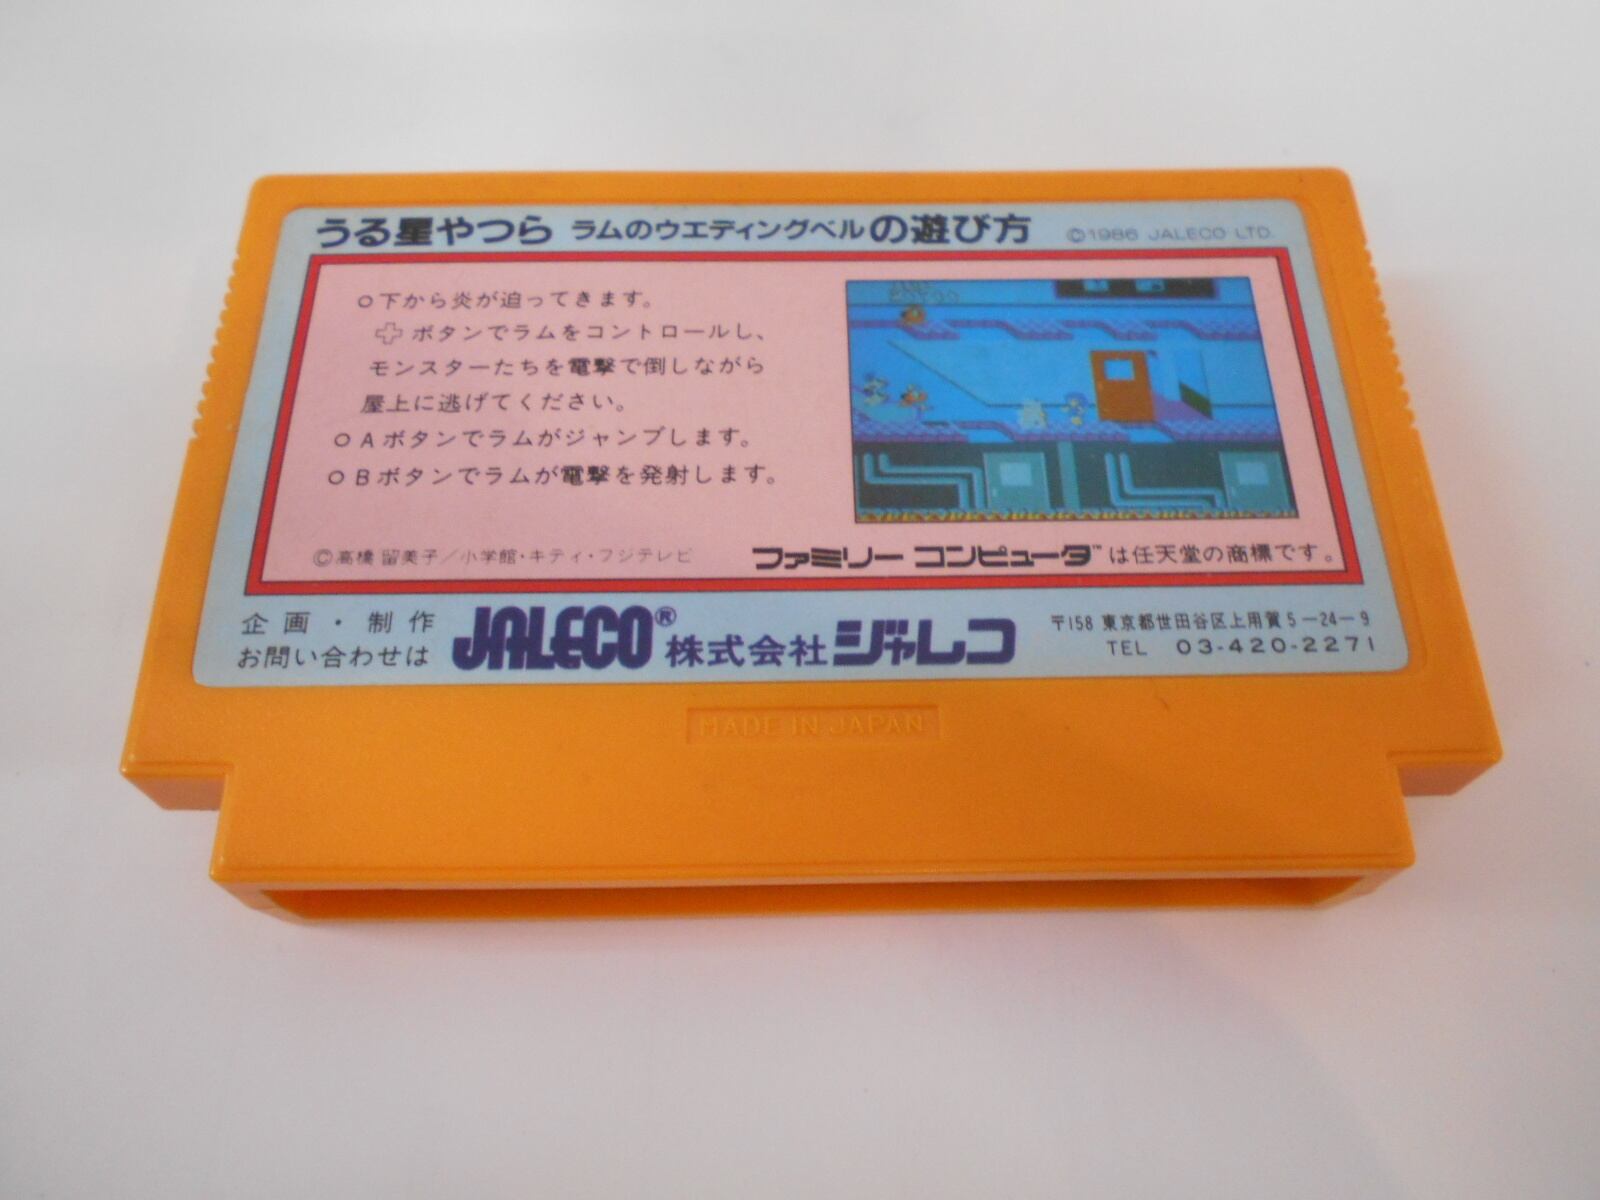 うる星やつら ラムのウエディングベルの遊び方 ©1986 JALECO LTD.
○下から炎が迫ってきます。
ボタンでラムをコントロールし、
モンスターたちを電撃で倒しながら
屋上に逃げてください。
○Aボタンでラムがジャンプします。
○Bボタンでラムが電撃を発射します。
©高橋留美子/小学館・キティ・フジテレビ
ファミリー コンピュータ™は任天堂の商標です。
企画・制作
お問い合わせは
JALECO® 株式会社ジャレコ
〒158 東京都世田谷区上用賀5-24-9
TEL 03-420-2271
MADE IN JAPAN